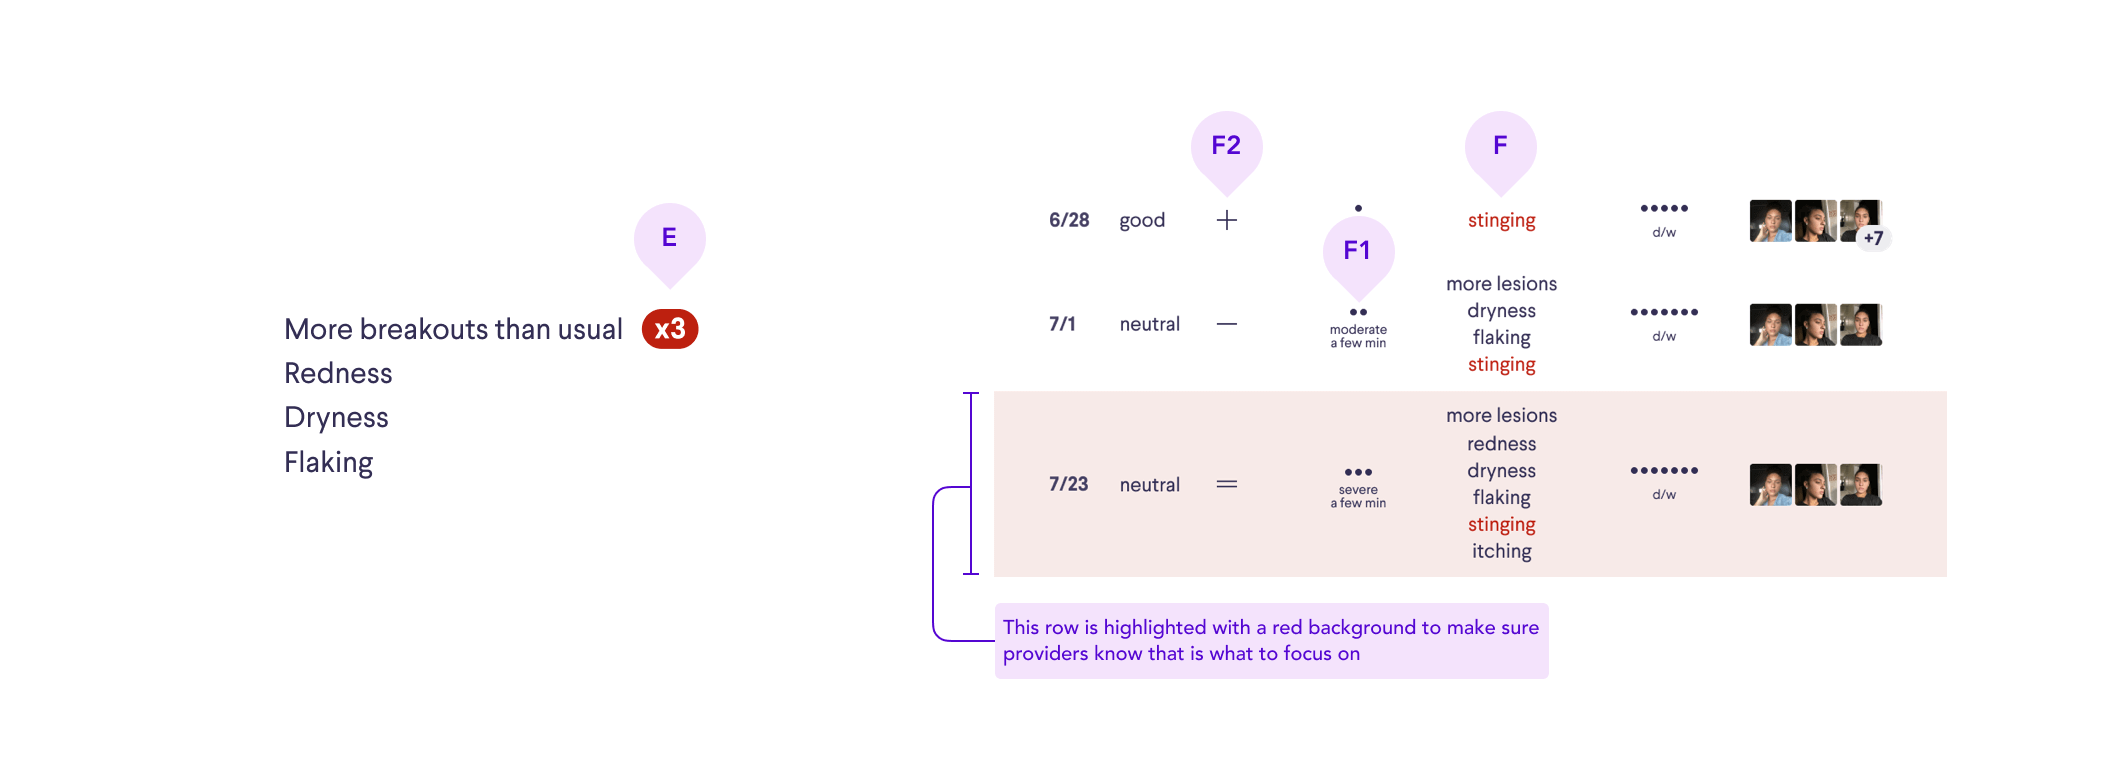 E
More breakouts than usual x3
Redness
Dryness
Flaking
F2
F
6/28 good + stinging d/w +7
F1
7/1 neutral — moderate
a few min
more lesions
dryness
flaking
stinging
d/w
7/23 neutral = severe
a few min
more lesions
redness
dryness
flaking
stinging
itching
d/w
This row is highlighted with a red background to make sure
providers know that is what to focus on